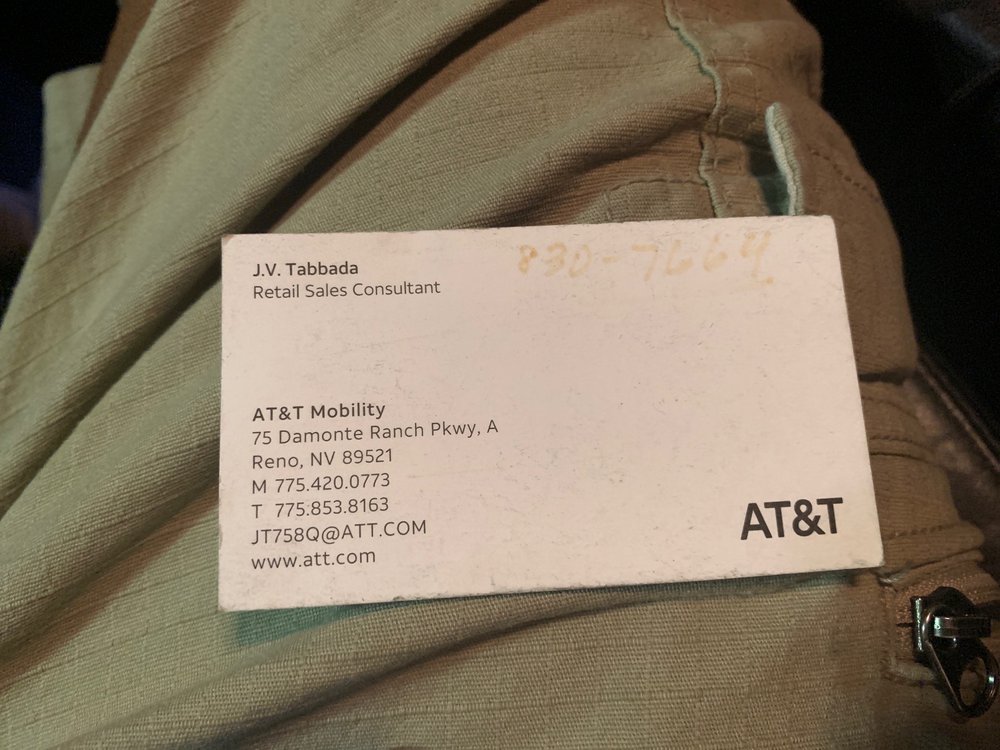 830-7664
J.V. Tabbada
Retail Sales Consultant
AT&T Mobility
75 Damonte Ranch Pkwy, A
Reno, NV 89521
M 775.420.0773
T 775.853.8163
JT758Q@ATT.COM
www.att.com
AT&T